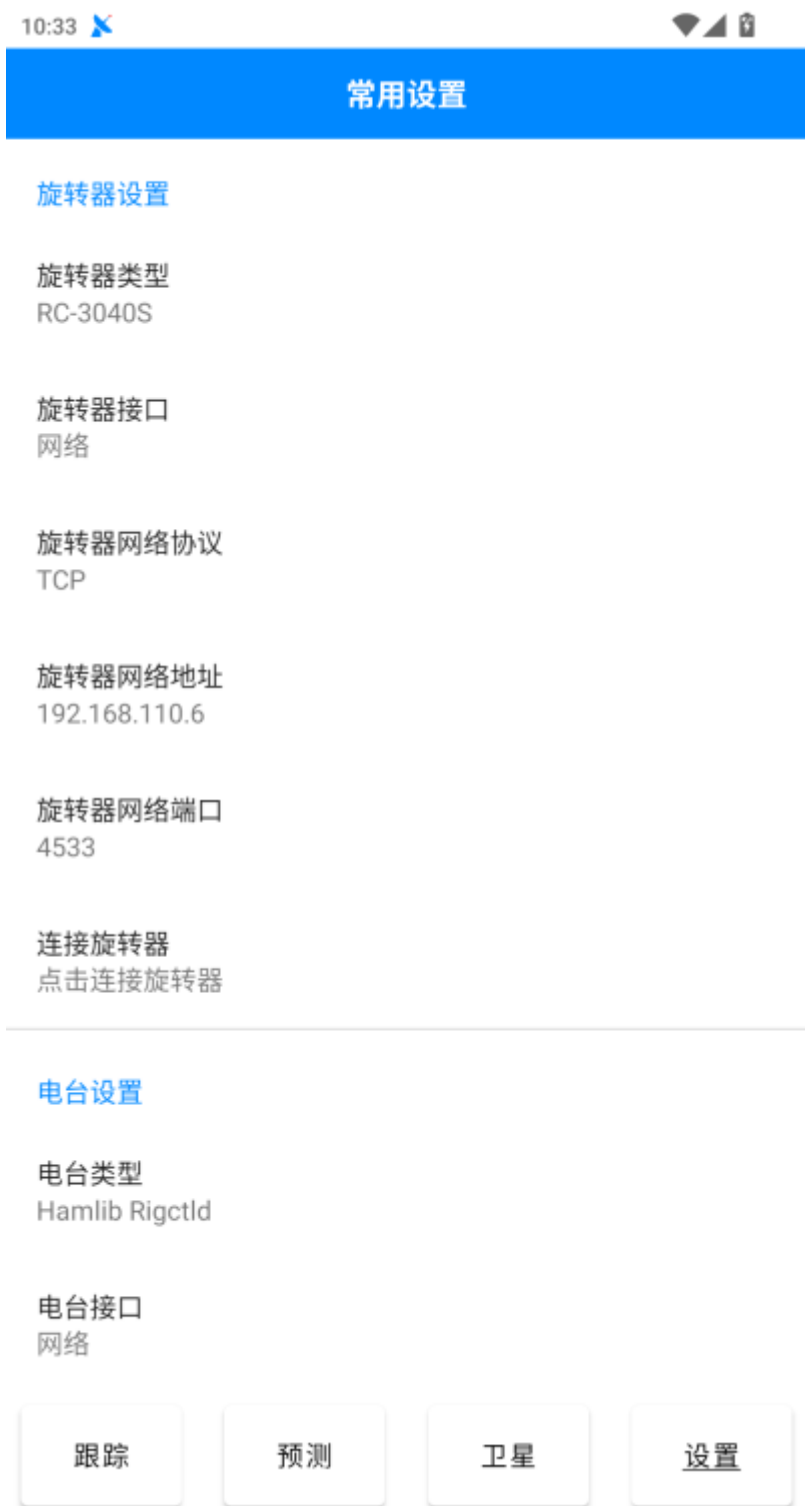 10:33
常用设置
旋转器设置
旋转器类型
RC-3040S
旋转器接口
网络
旋转器网络协议
TCP
旋转器网络地址
192.168.110.6
旋转器网络端口
4533
连接旋转器
点击连接旋转器
电台设置
电台类型
Hamlib Rigctld
电台接口
网络
跟踪 预测 卫星 设置